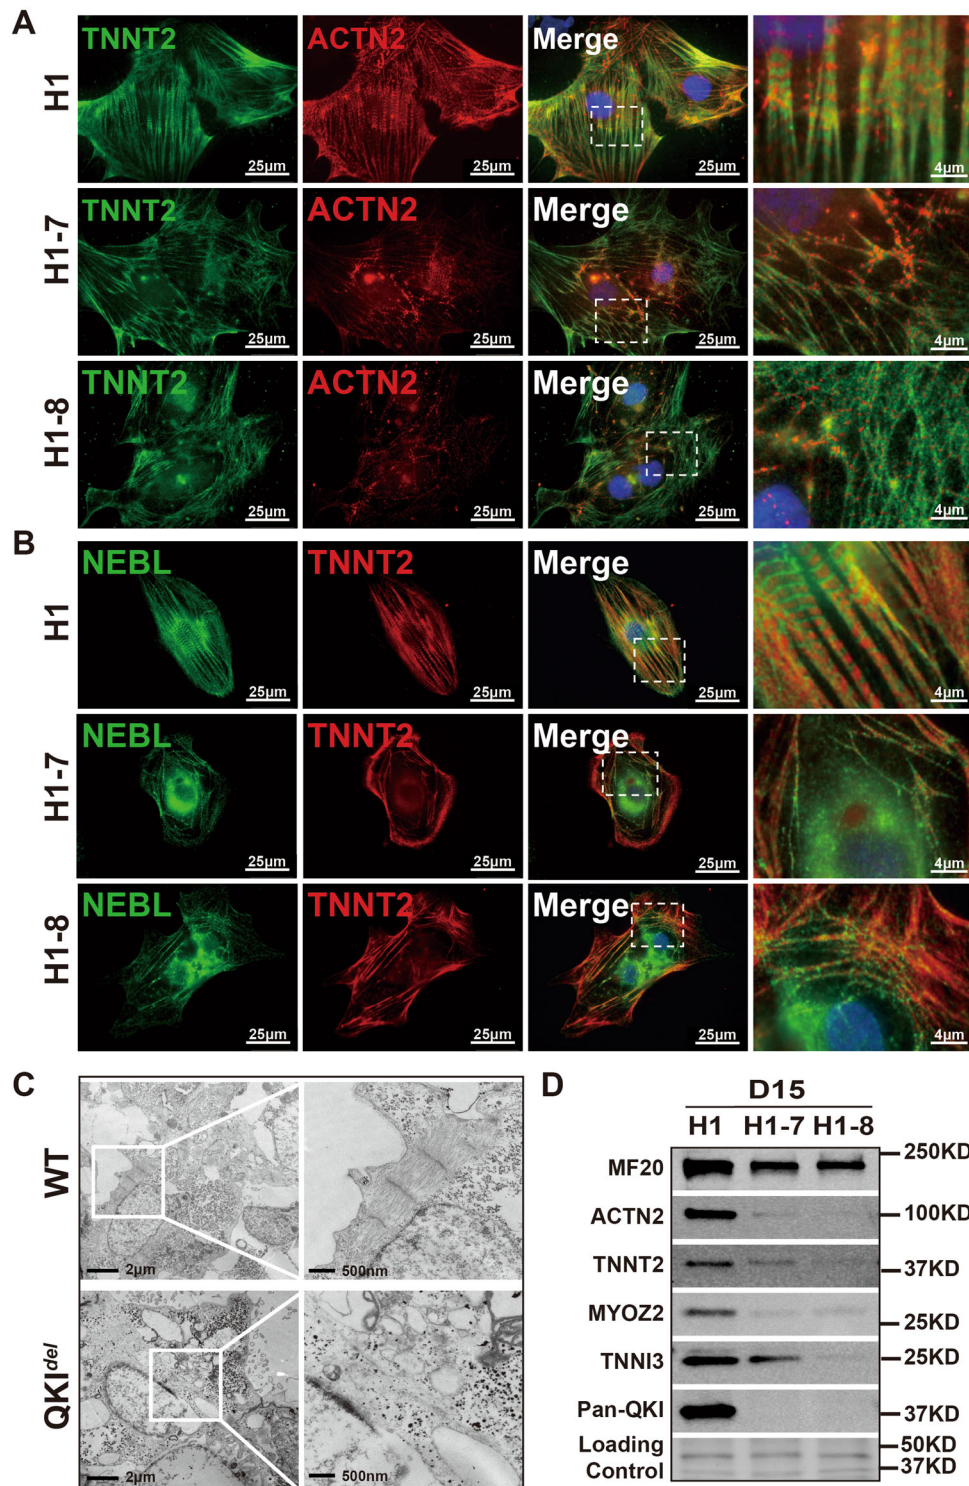 A
H1
TNNT2
25μm
ACTN2
25μm
Merge
25μm
4μm
H1-7
TNNT2
25μm
ACTN2
25μm
Merge
25μm
4μm
H1-8
TNNT2
25μm
ACTN2
25μm
Merge
25μm
4μm
B
H1
NEBL
25μm
TNNT2
25μm
Merge
25μm
4μm
H1-7
NEBL
25μm
TNNT2
25μm
Merge
25μm
4μm
H1-8
NEBL
25μm
TNNT2
25μm
Merge
25μm
4μm
C
WT
2μm
500nm
QKIdel
2μm
500nm
D
D15
H1 H1-7 H1-8
MF20 250KD
ACTN2 100KD
TNNT2 37KD
MYOZ2 25KD
TNNI3 25KD
Pan-QKI 37KD
Loading 50KD
Control 37KD